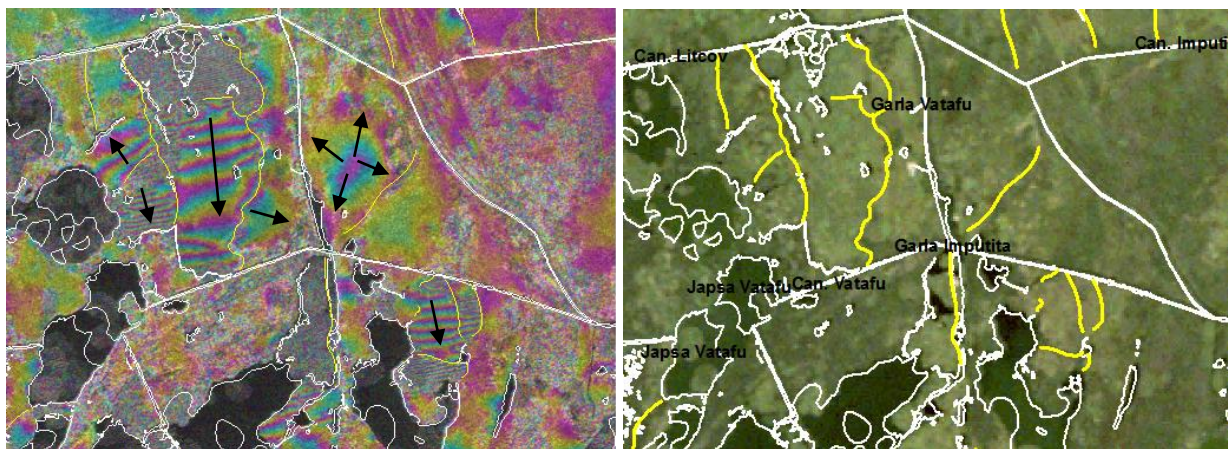 Can. Litcov
Can. Imputi
Garla Vatafu
Garla Imputita
Japsa Vatafu
Can. Vatafu
Japsa Vatafu